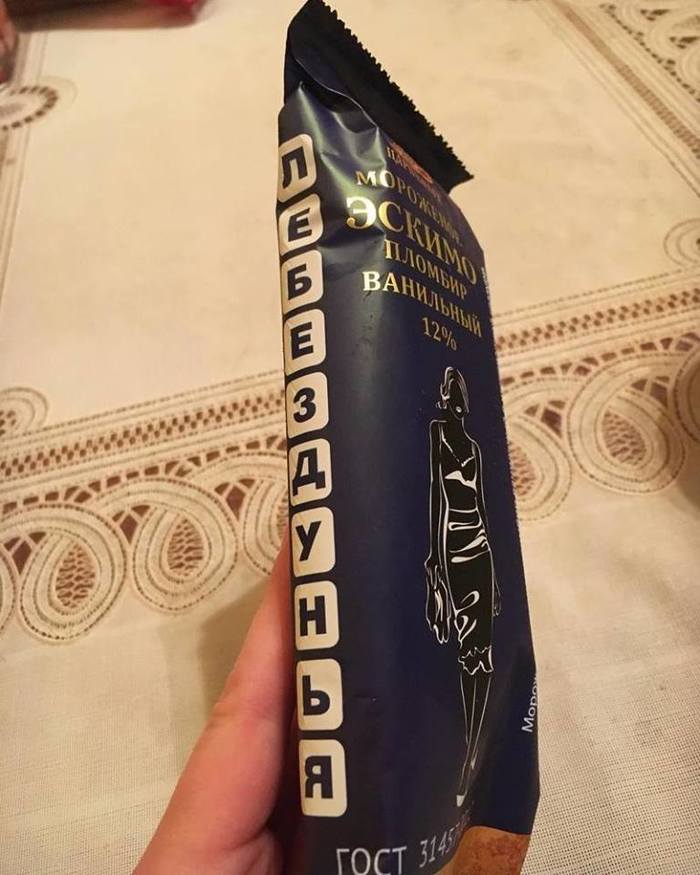 ЛЕБЕЗДУНЬЯ
МОРОЖЕНОЕ
ЭСКИМО
ПЛОМБИР
ВАНИЛЬНЫЙ
12%
ГОСТ